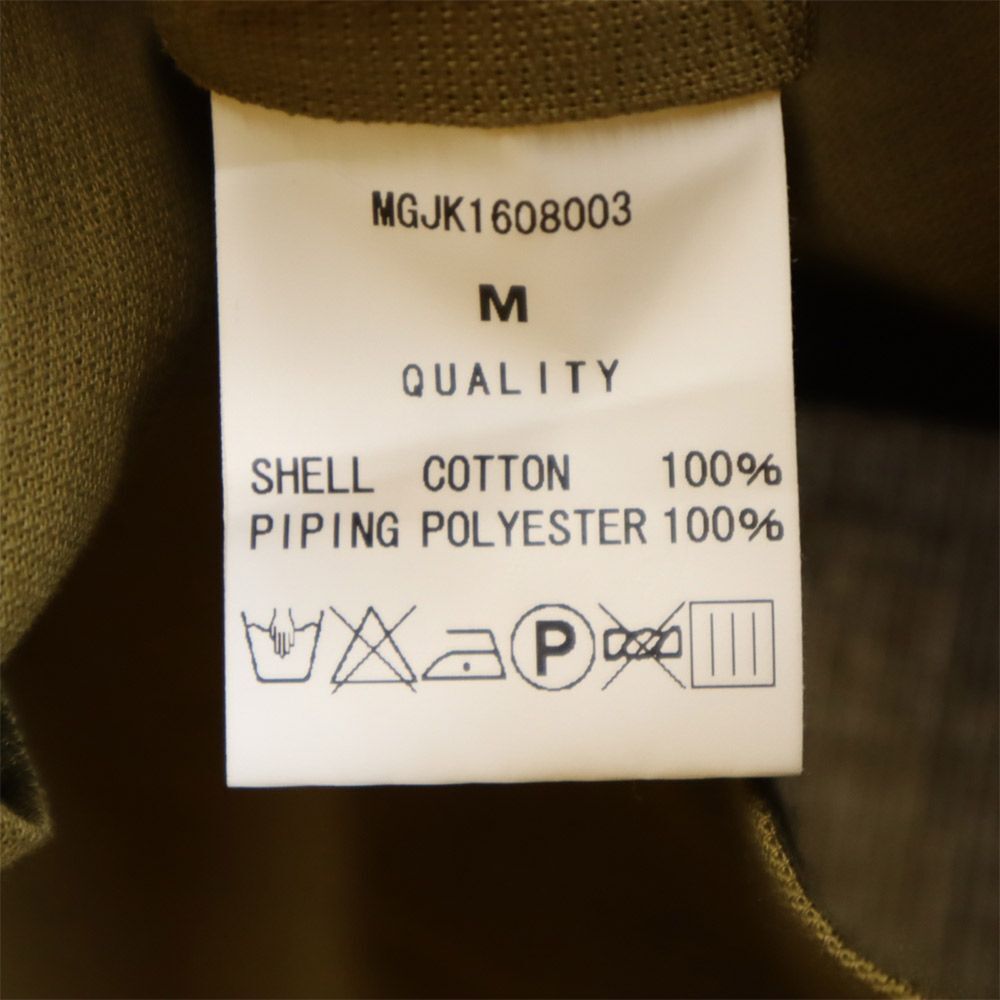 MGJK1608003
M
QUALITY
SHELL COTTON 100%
PIPING POLYESTER 100%
P